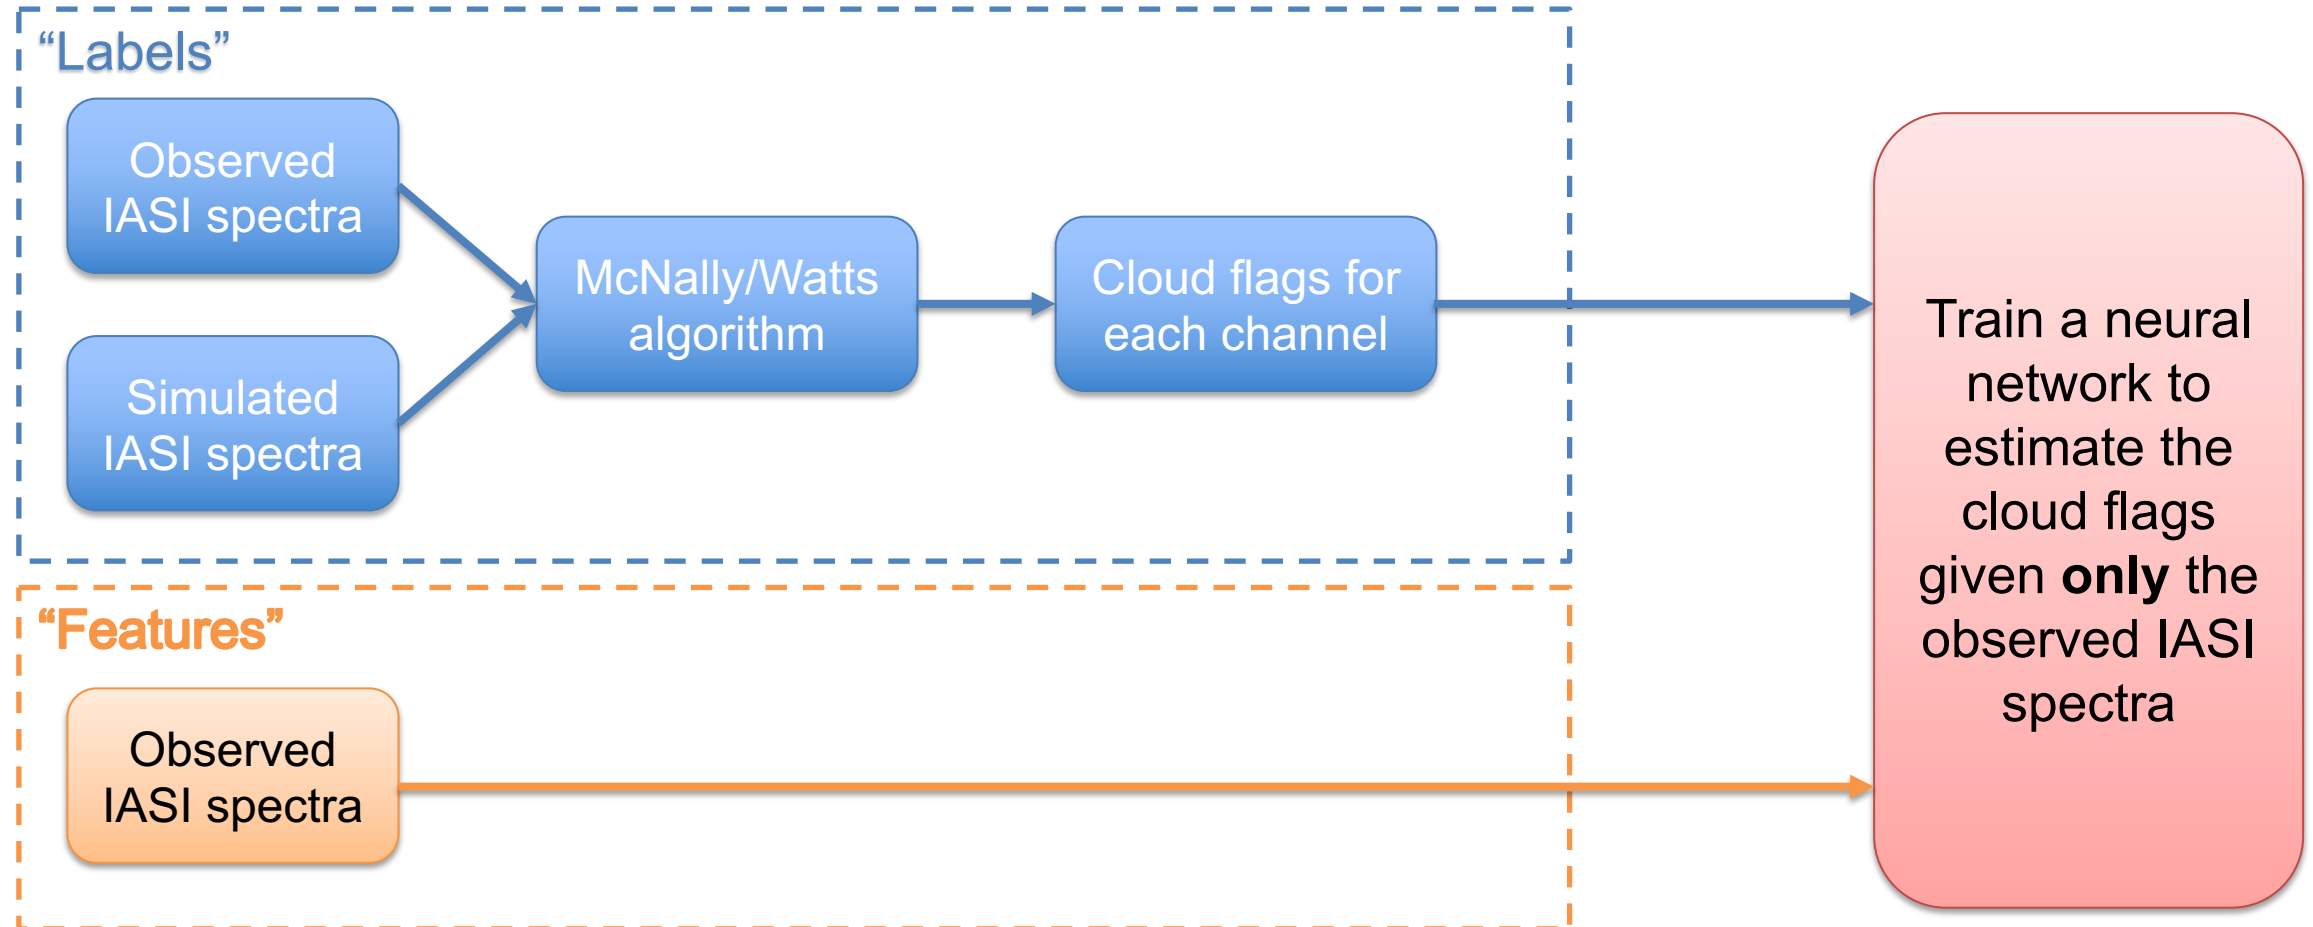 “Labels”
Observed
IASI spectra
Simulated
IASI spectra
McNally/Watts
algorithm
Cloud flags for
each channel
“Features”
Observed
IASI spectra
Train a neural
network to
estimate the
cloud flags
given only the
observed IASI
spectra